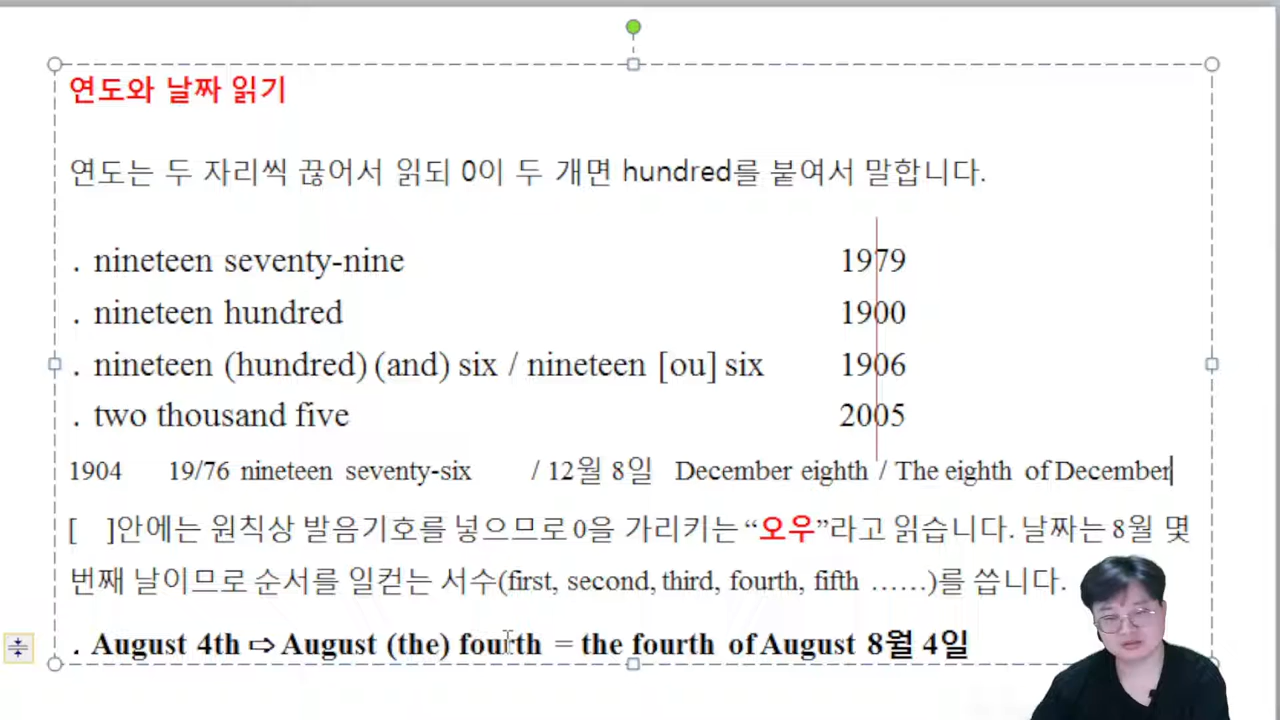 연도와 날짜 읽기
연도는 두 자리씩 끊어서 읽되 0이 두 개면 hundred를 붙여서 말합니다.
. nineteen seventy-nine 1979
. nineteen hundred 1900
. nineteen (hundred) (and) six / nineteen [ou] six 1906
. two thousand five 2005
1904 19/76 nineteen seventy-six / 12월 8일 December eighth / The eighth of December
[ ]안에는 원칙상 발음기호를 넣으므로 0을 가리키는 “오우”라고 읽습니다. 날짜는 8월 몇
번째 날이므로 순서를 일컫는 서수(first, second, third, fourth, fifth ……)를 씁니다.
. August 4th ⇨ August (the) fourth = the fourth of August 8월 4일